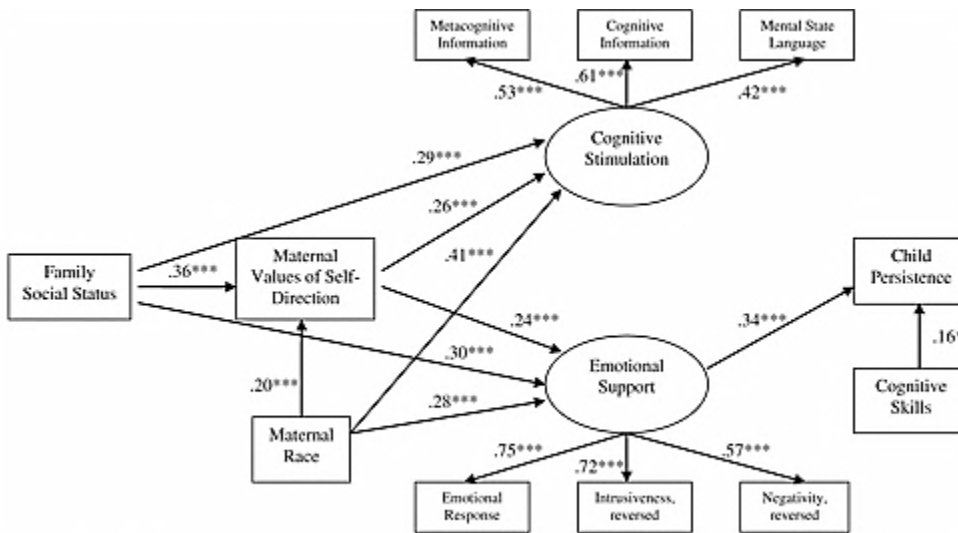 Metacognitive
Information
Cognitive
Information
Mental State
Language
.53***
.61***
.42***
Cognitive
Stimulation
.29***
.26***
.41***
Family
Social Status
.36***
Maternal
Values of Self-
Direction
Child
Persistence
.24***
.34***
.30***
Emotional
Support
.16*
.20***
.28***
Cognitive
Skills
Maternal
Race
.75***
.72***
.57***
Emotional
Response
Intrusiveness,
reversed
Negativity,
reversed